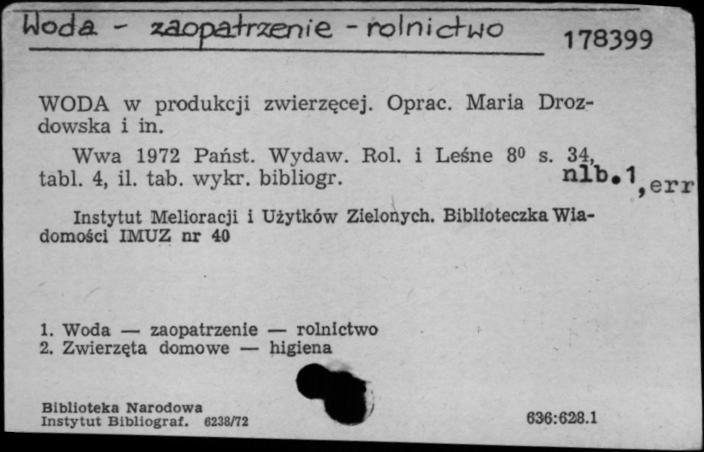 Woda - zaopatrzenie - rolnictwo
178399
WODA w produkcji zwierzęcej. Oprac. Maria Droz-
dowska i in.
Wwa 1972 Państ. Wydaw. Rol. i Leśne 8⁰ s. 34,
nlb.1,err
tabl. 4, il. tab. wykr. bibliogr.
Instytut Melioracji i Użytków Zielonych. Biblioteczka Wia-
domości IMUZ nr 40
1. Woda — zaopatrzenie — rolnictwo
2. Zwierzęta domowe — higiena
Biblioteka Narodowa
Instytut Bibliograf. 6238/72
636:628.1